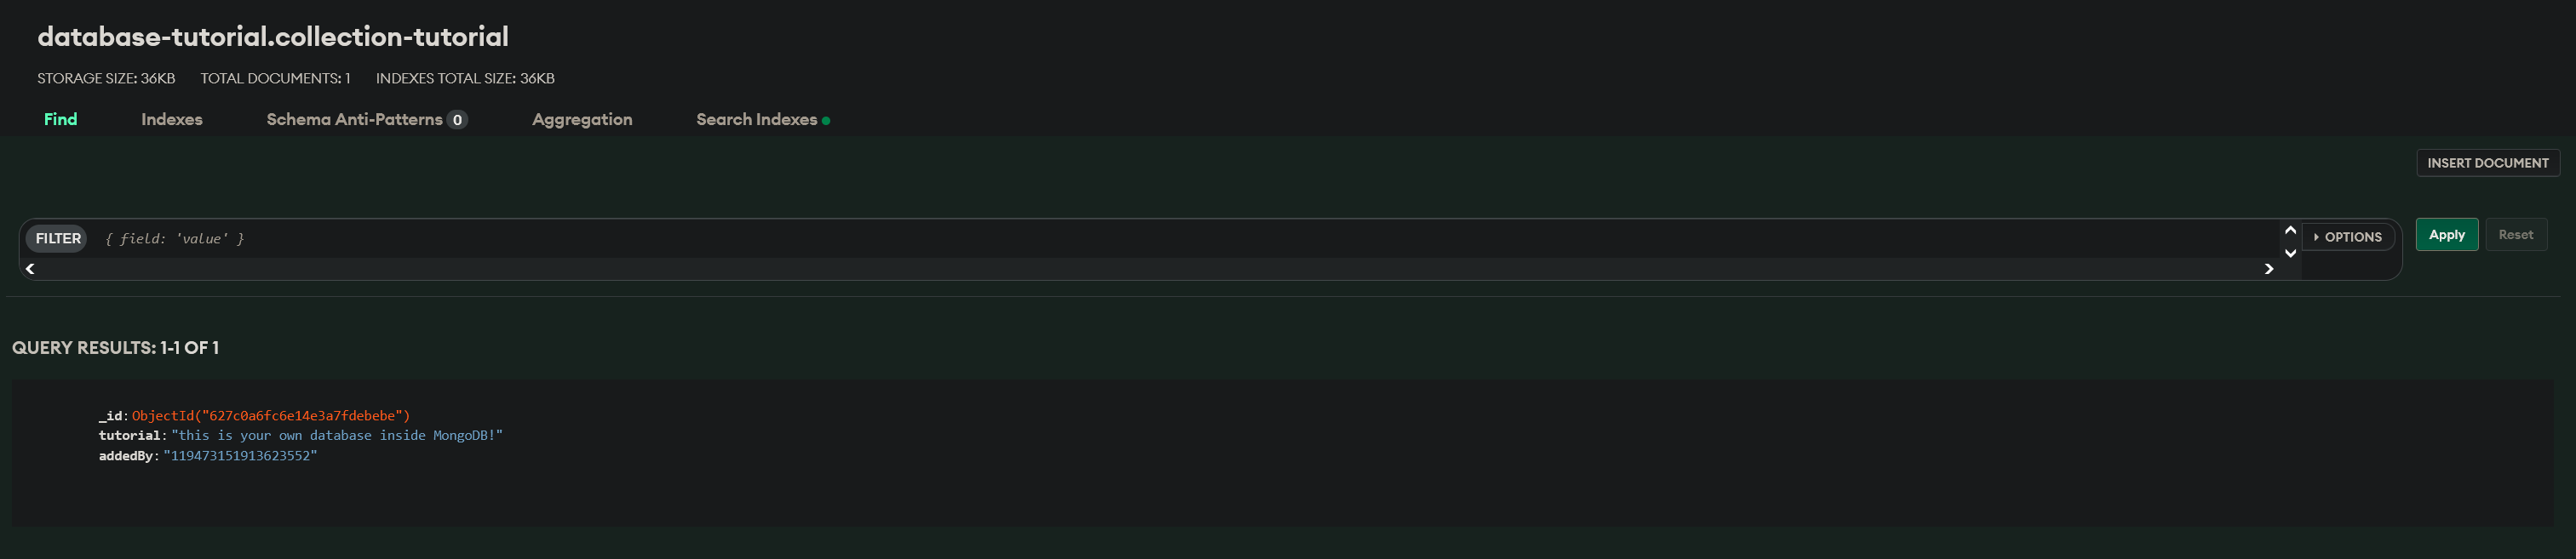 database-tutorial.collection-tutorial
STORAGE SIZE: 36KB TOTAL DOCUMENTS: 1 INDEXES TOTAL SIZE: 36KB
Find Indexes Schema Anti-Patterns 0 Aggregation Search Indexes
INSERT DOCUMENT
FILTER { field: 'value' } OPTIONS Apply Reset
QUERY RESULTS: 1-1 OF 1
_id: ObjectId("627c0a6fc6e14e3a7fdebebe")
tutorial: "this is your own database inside MongoDB!"
addedBy: "119473151913623552"